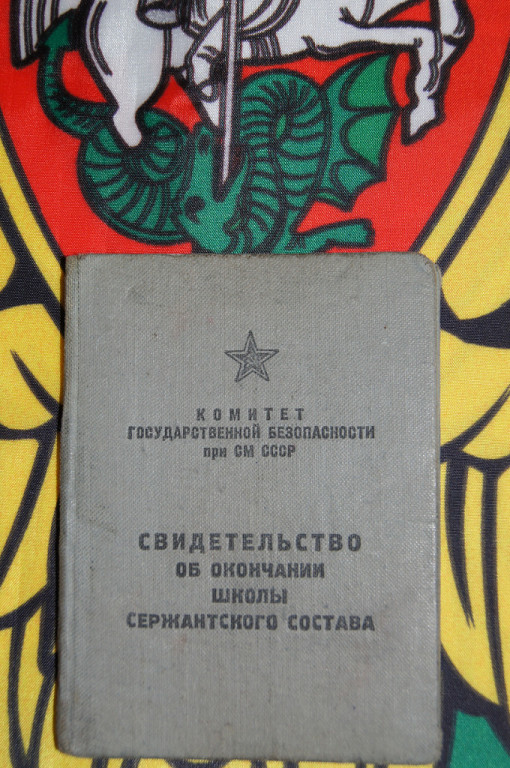 КОМИТЕТ
ГОСУДАРСТВЕННОЙ БЕЗОПАСНОСТИ
при СМ СССР
СВИДЕТЕЛЬСТВО
ОБ ОКОНЧАНИИ
ШКОЛЫ
СЕРЖАНТСКОГО СОСТАВА